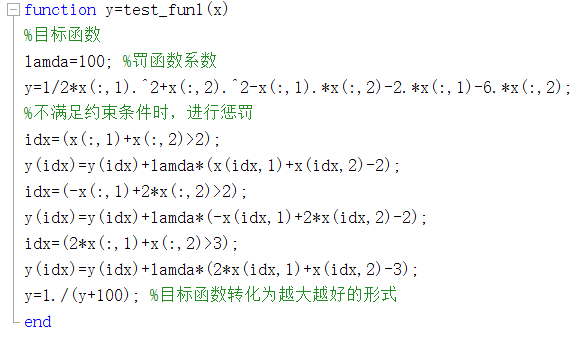 function y=test_fun1(x)
%目标函数
lamda=100; %罚函数系数
y=1/2*x(:,1).^2+x(:,2).^2-x(:,1).*x(:,2)-2.*x(:,1)-6.*x(:,2);
%不满足约束条件时，进行惩罚
idx=(x(:,1)+x(:,2)>2);
y(idx)=y(idx)+lamda*(x(idx,1)+x(idx,2)-2);
idx=(-x(:,1)+2*x(:,2)>2);
y(idx)=y(idx)+lamda*(-x(idx,1)+2*x(idx,2)-2);
idx=(2*x(:,1)+x(:,2)>3);
y(idx)=y(idx)+lamda*(2*x(idx,1)+x(idx,2)-3);
y=1./(y+100); %目标函数转化为越大越好的形式
end